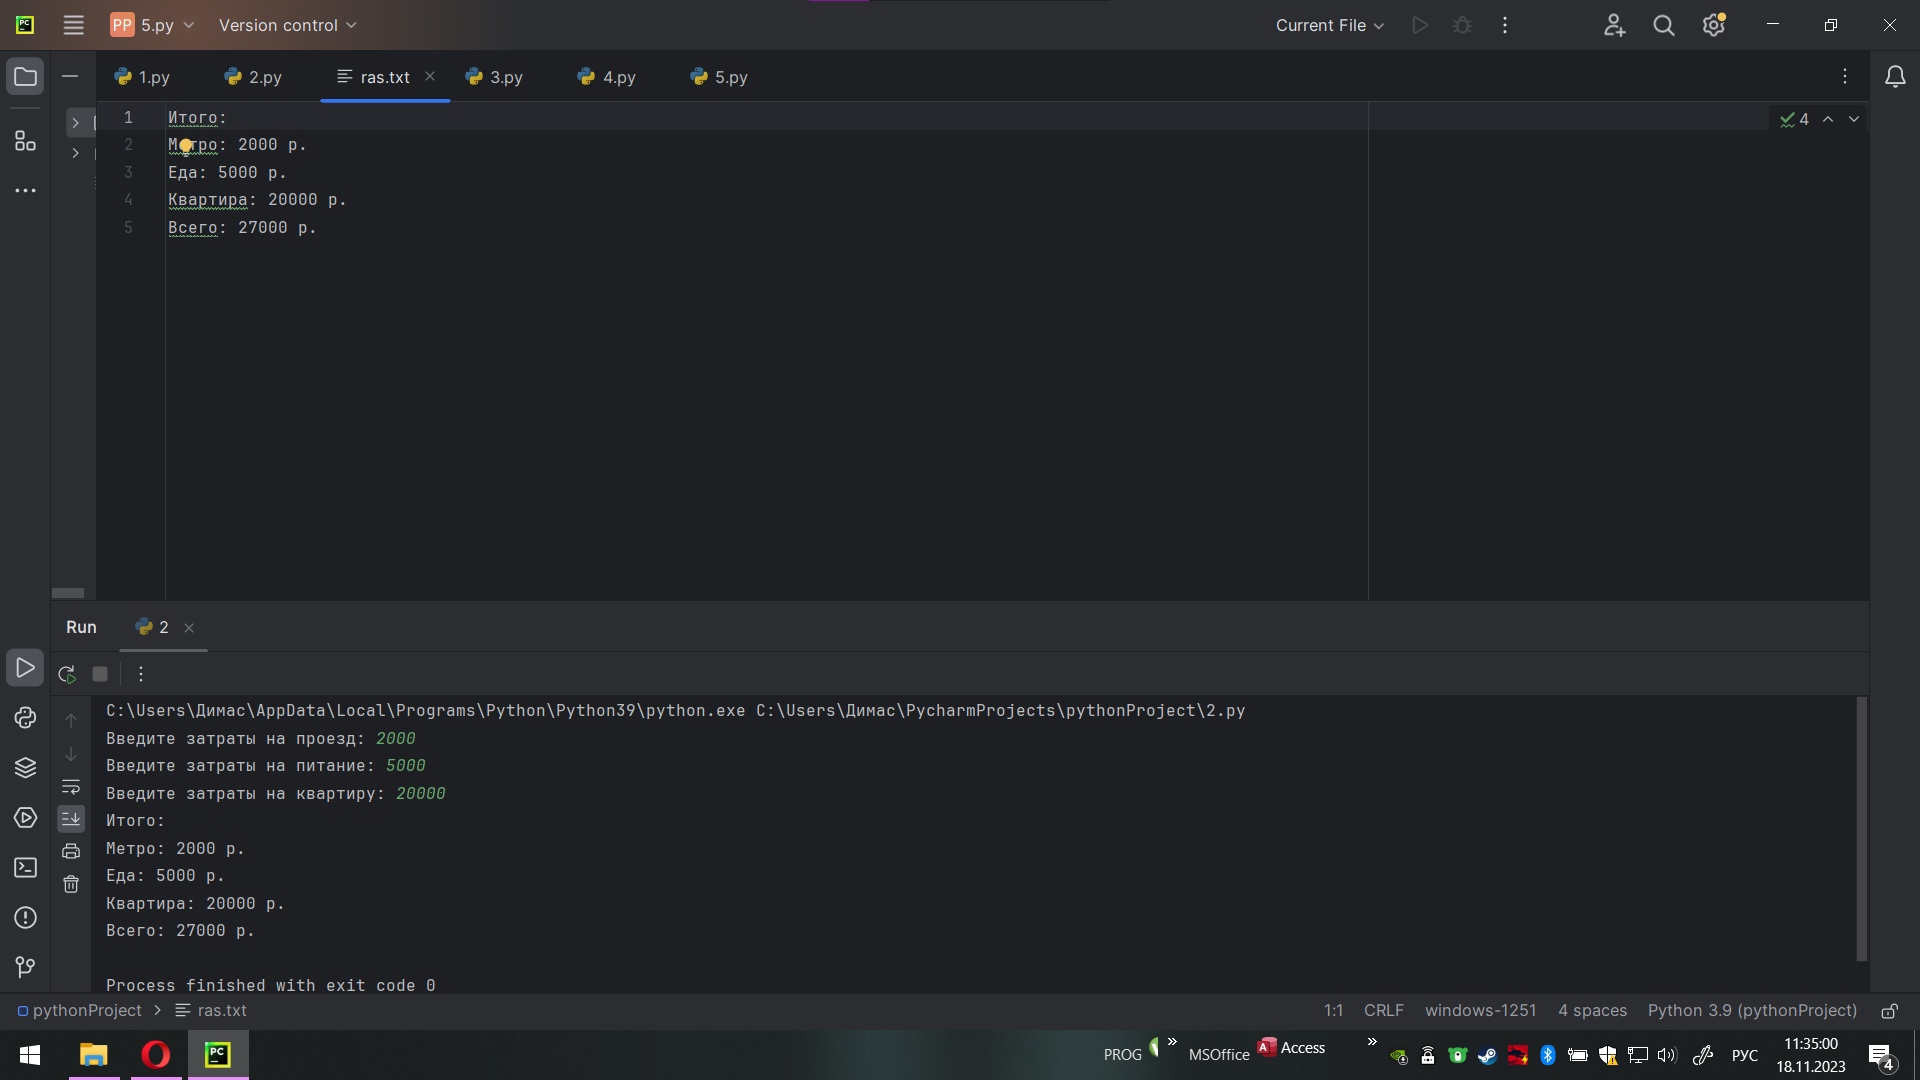 PC PP 5.py Version control Current File
1.py 2.py ras.txt 3.py 4.py 5.py
1 Итого:
4
2 Метро: 2000 р.
3 Еда: 5000 р.
4 Квартира: 20000 р.
5 Всего: 27000 р.
Run 2
C:\Users\Димас\AppData\Local\Programs\Python\Python39\python.exe C:\Users\Димас\PycharmProjects\pythonProject\2.py
Введите затраты на проезд: 2000
Введите затраты на питание: 5000
Введите затраты на квартиру: 20000
Итого:
Метро: 2000 р.
Еда: 5000 р.
Квартира: 20000 р.
Всего: 27000 р.
Process finished with exit code 0
pythonProject > ras.txt 1:1 CRLF windows-1251 4 spaces Python 3.9 (pythonProject)
PC PROG » MSOffice A Access » РУС 11:35:00
18.11.2023 4